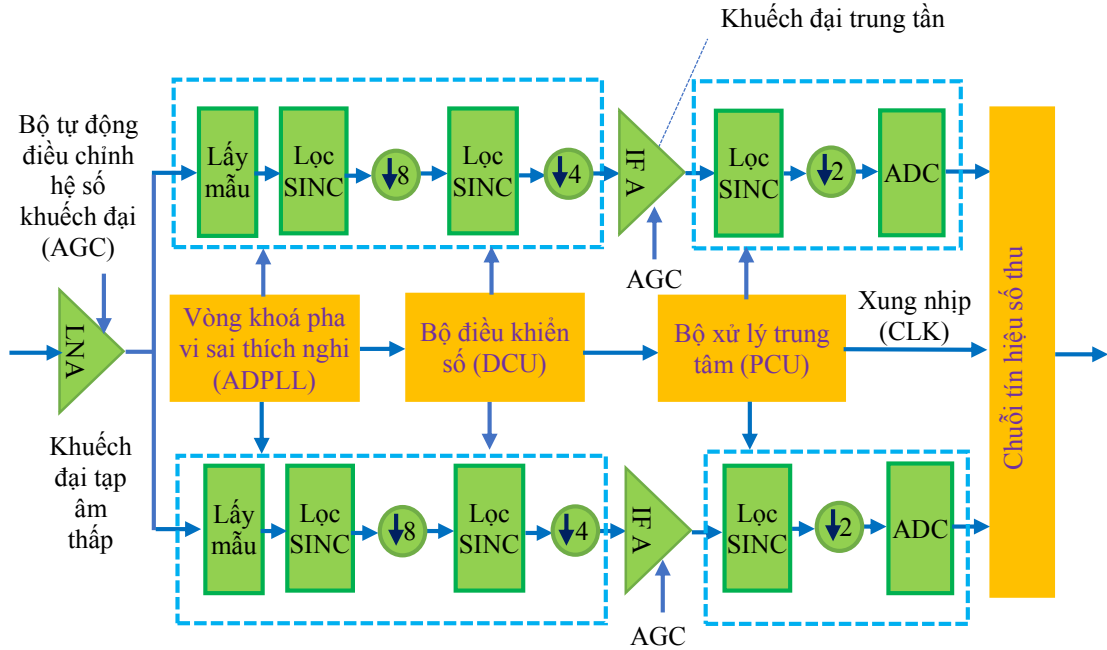 Khuếch đại trung tần
Bộ tự động
điều chỉnh
hệ số
khuếch đại
(AGC)
Lấy
mẫu
Lọc
SINC
8
Lọc
SINC
4
IF A
AGC
Lọc
SINC
2
ADC
LNA
Vòng khoá pha
vi sai thích nghi
(ADPLL)
Bộ điều khiển
số (DCU)
Bộ xử lý trung
tâm (PCU)
Xung nhịp
(CLK)
Chuỗi tín hiệu số thu
Khuếch
đại tạp
âm
thấp
Lấy
mẫu
Lọc
SINC
8
Lọc
SINC
4
IF A
AGC
Lọc
SINC
2
ADC